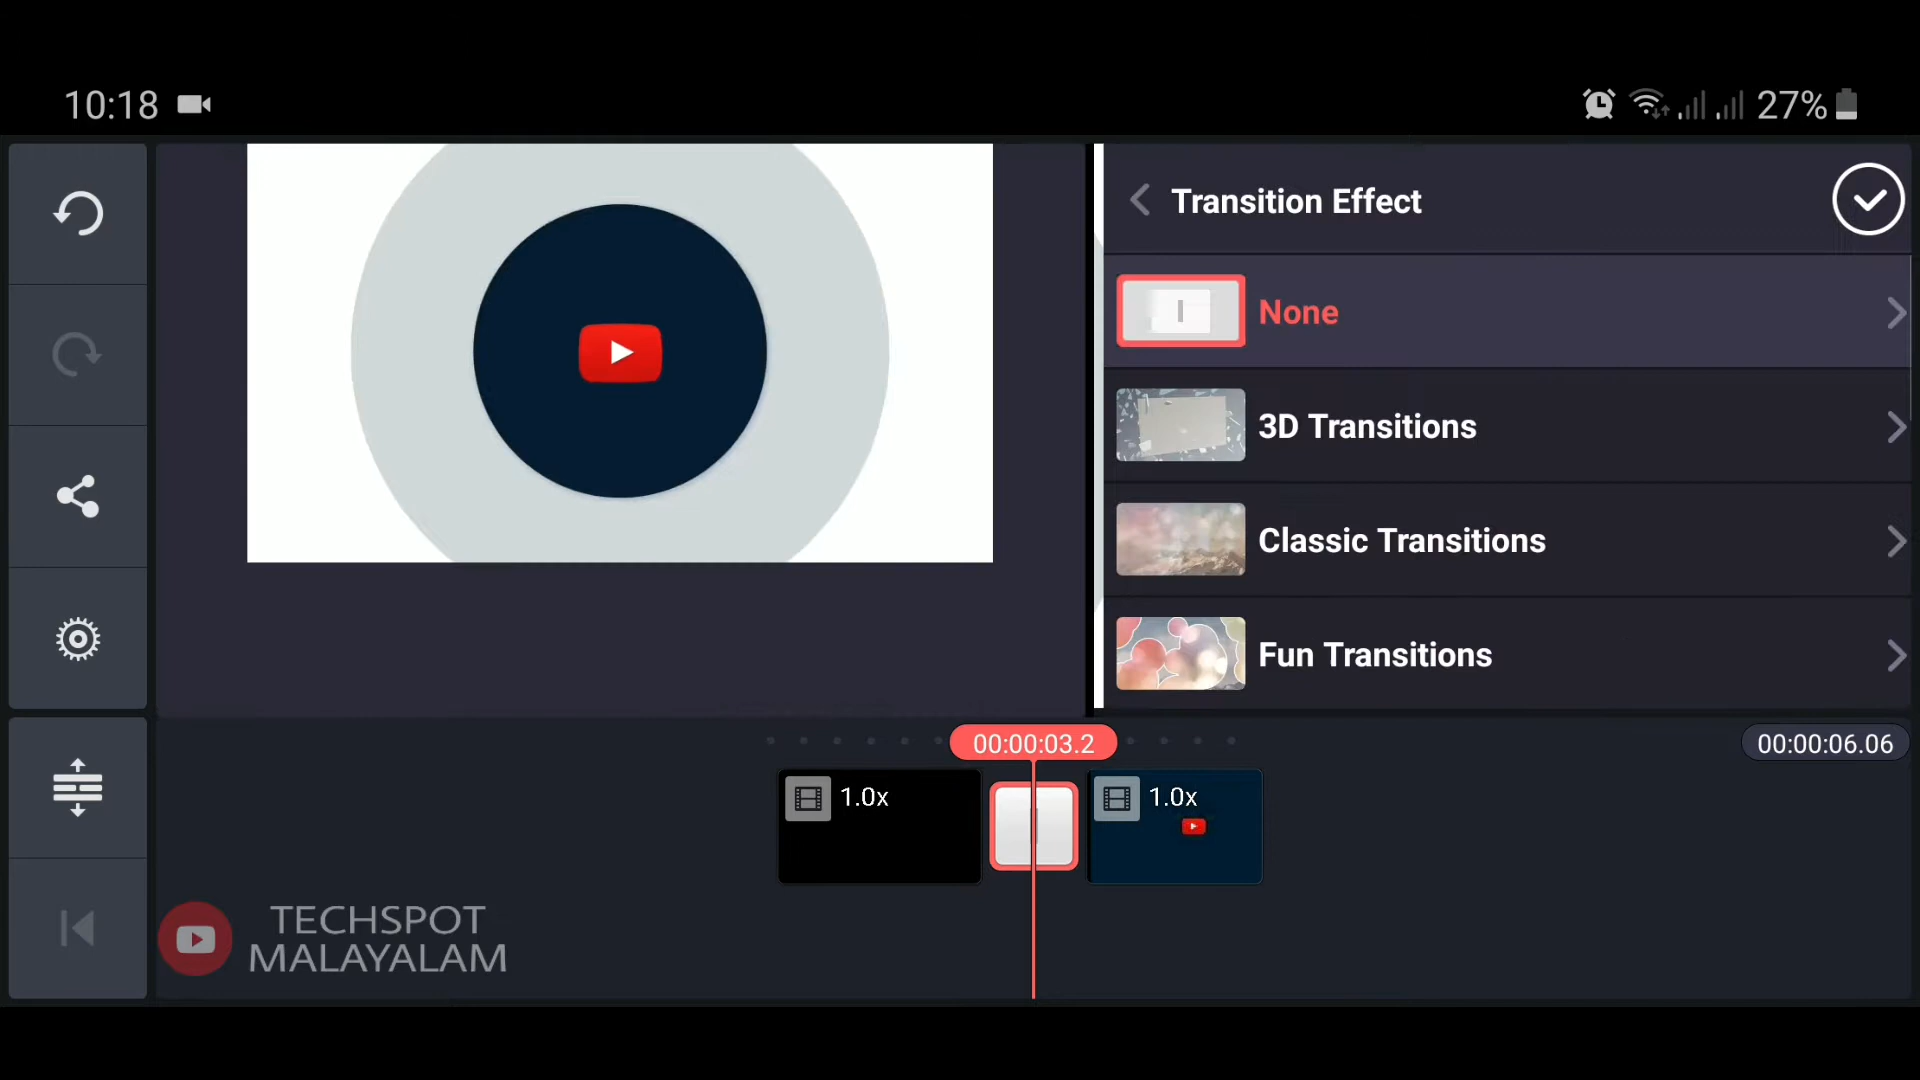 10:18
27%
Transition Effect
None
3D Transitions
Classic Transitions
Fun Transitions
00:00:03.2
00:00:06.06
1.0x
1.0x
TECHSPOT
MALAYALAM